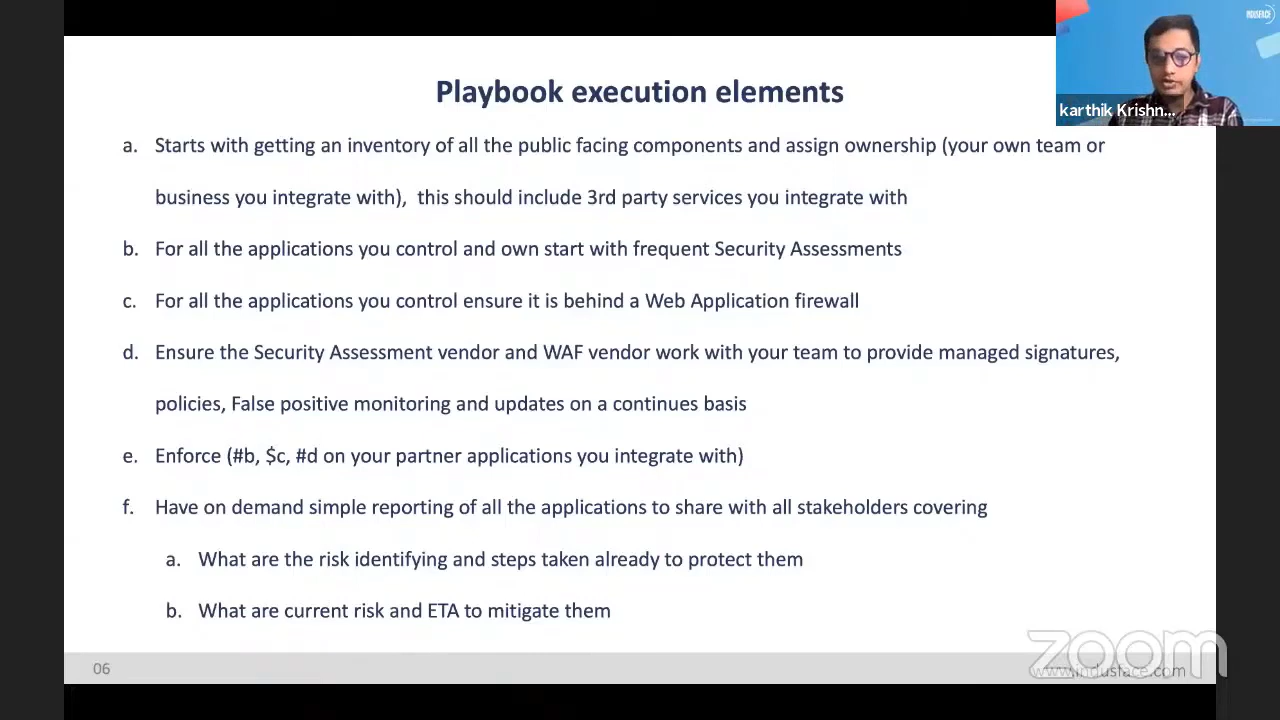 INDUSFACE
karthik Krishn...
Playbook execution elements
a. Starts with getting an inventory of all the public facing components and assign ownership (your own team or
business you integrate with), this should include 3rd party services you integrate with
b. For all the applications you control and own start with frequent Security Assessments
c. For all the applications you control ensure it is behind a Web Application firewall
d. Ensure the Security Assessment vendor and WAF vendor work with your team to provide managed signatures,
policies, False positive monitoring and updates on a continues basis
e. Enforce (#b, $c, #d on your partner applications you integrate with)
f. Have on demand simple reporting of all the applications to share with all stakeholders covering
a. What are the risk identifying and steps taken already to protect them
b. What are current risk and ETA to mitigate them
06
www.indusface.com
zoom